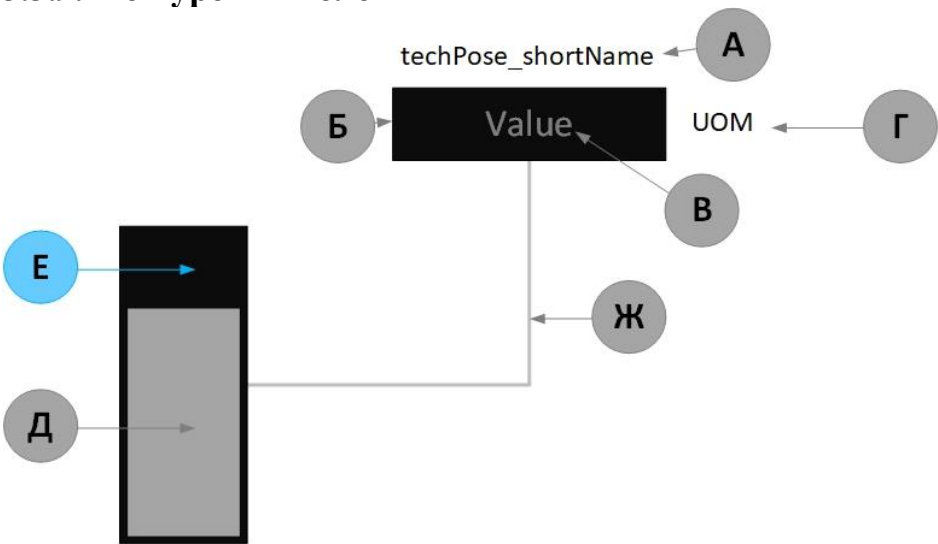 techPose_shortName
А
Б
Value
UOM
Г
В
Е
Ж
Д